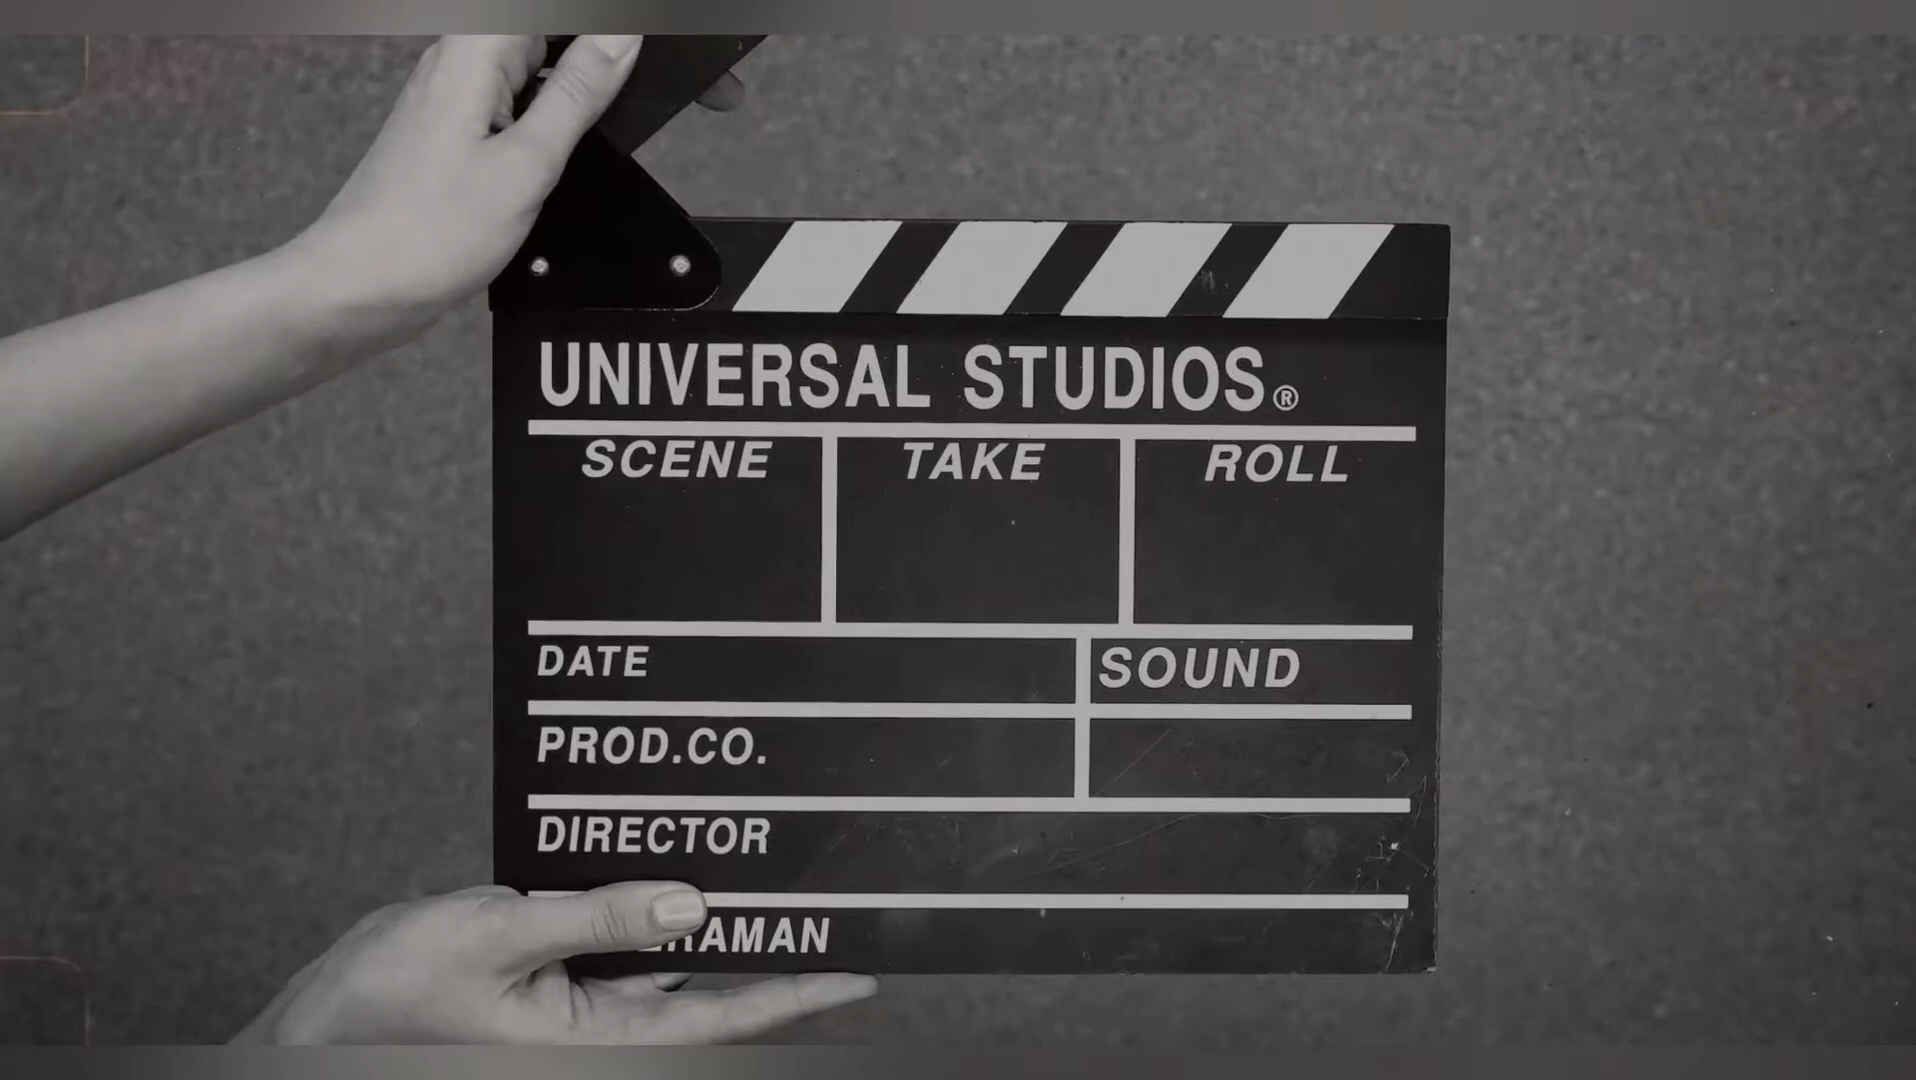 UNIVERSAL STUDIOS®
SCENE TAKE ROLL
DATE SOUND
PROD.CO.
DIRECTOR